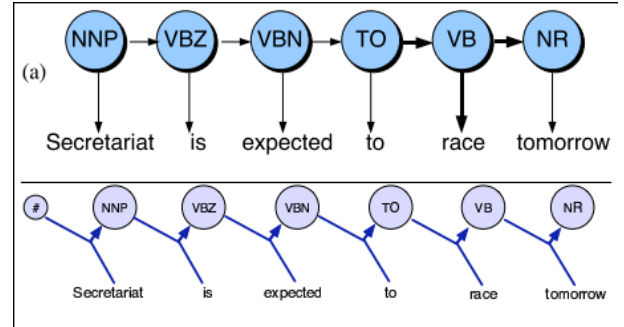 NNP VBZ VBN TO VB NR
(a)
Secretariat is expected to race tomorrow
# NNP VBZ VBN TO VB NR
Secretariat is expected to race tomorrow